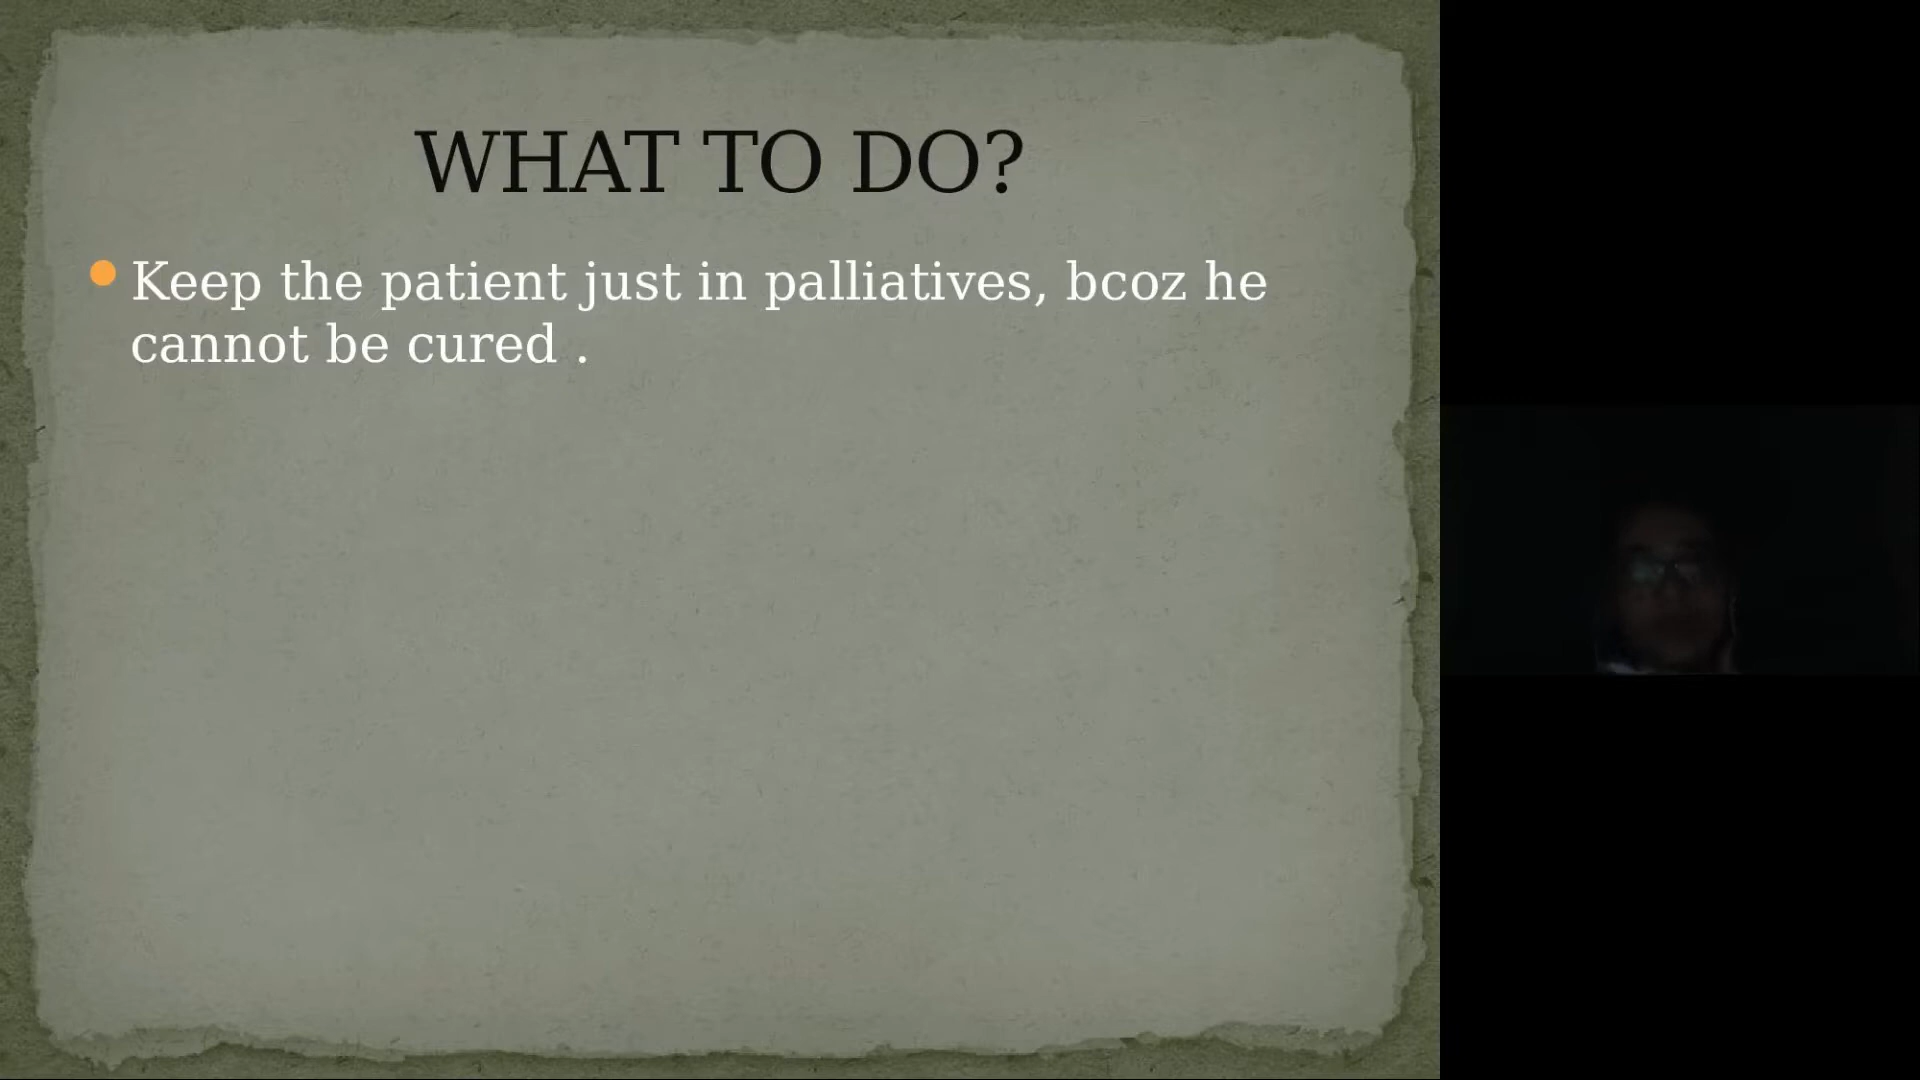 WHAT TO DO?
Keep the patient just in palliatives, bcoz he
cannot be cured .